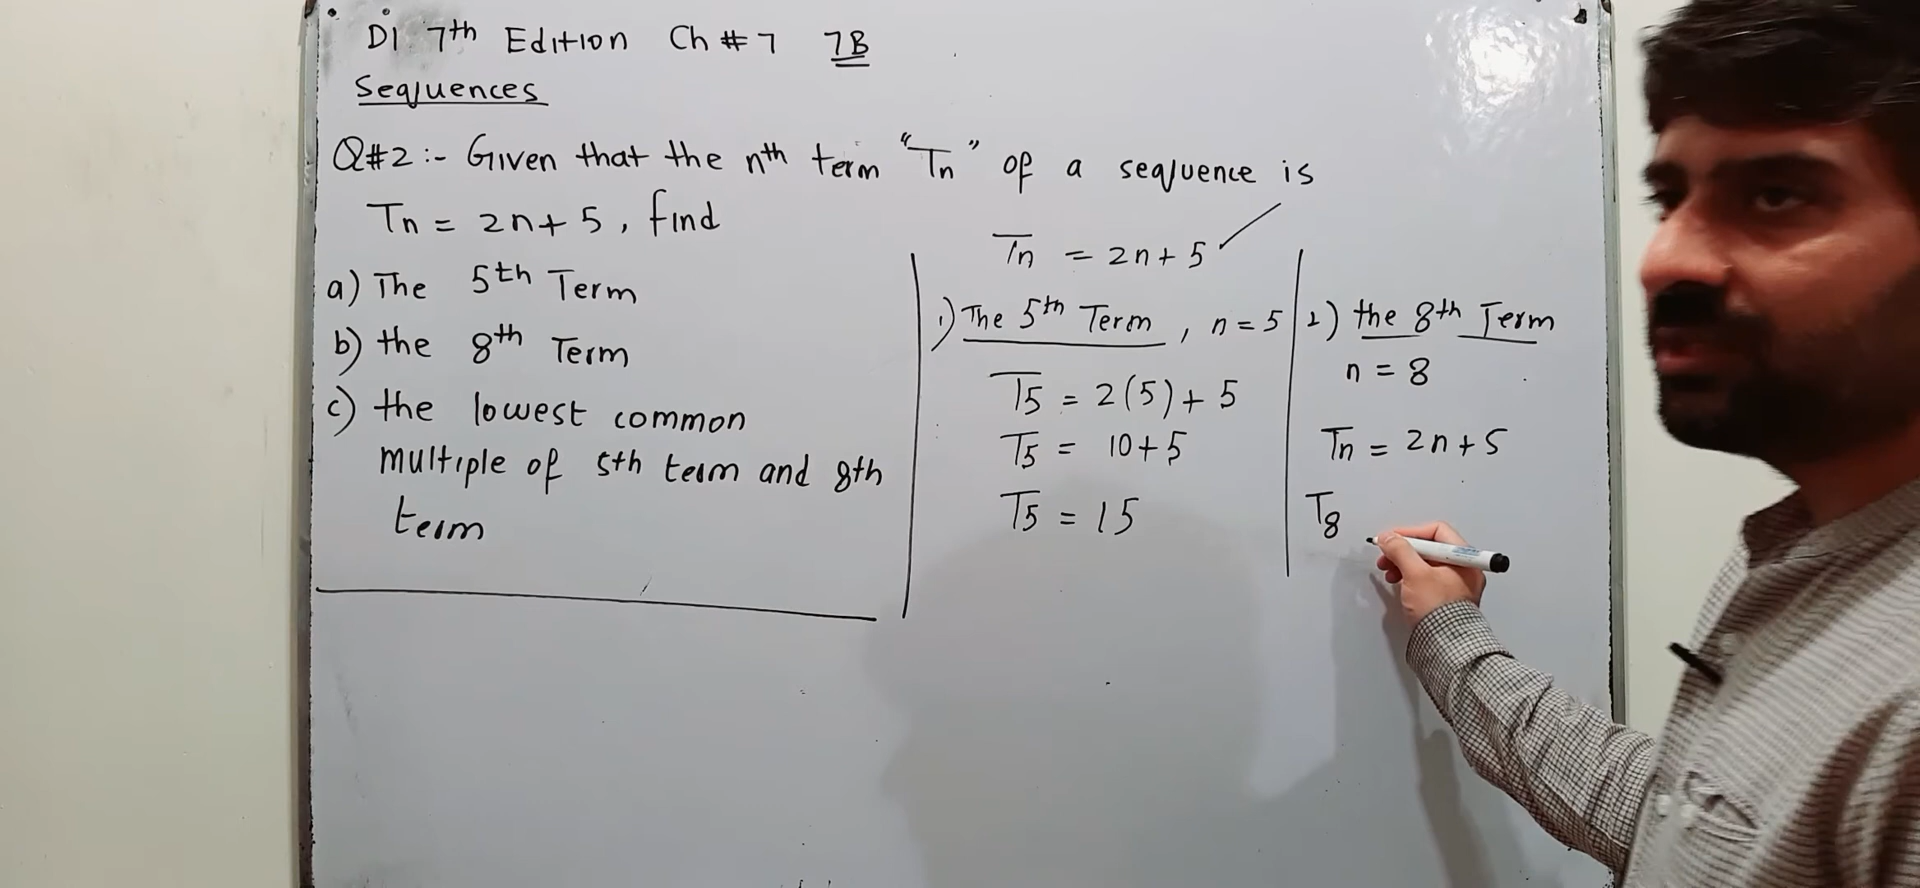 D1 7th Edition Ch # 7 7B
Sequences
Q#2:- Given that the nth term "Tn" of a sequence is
Tn = 2n + 5, find
a) The 5th Term
b) the 8th Term
c) the lowest common
multiple of 5th term and 8th
term
Tn = 2n + 5
1) The 5th Term, n = 5
T5 = 2(5) + 5
T5 = 10 + 5
T5 = 15
2) the 8th Term
n = 8
Tn = 2n + 5
T8